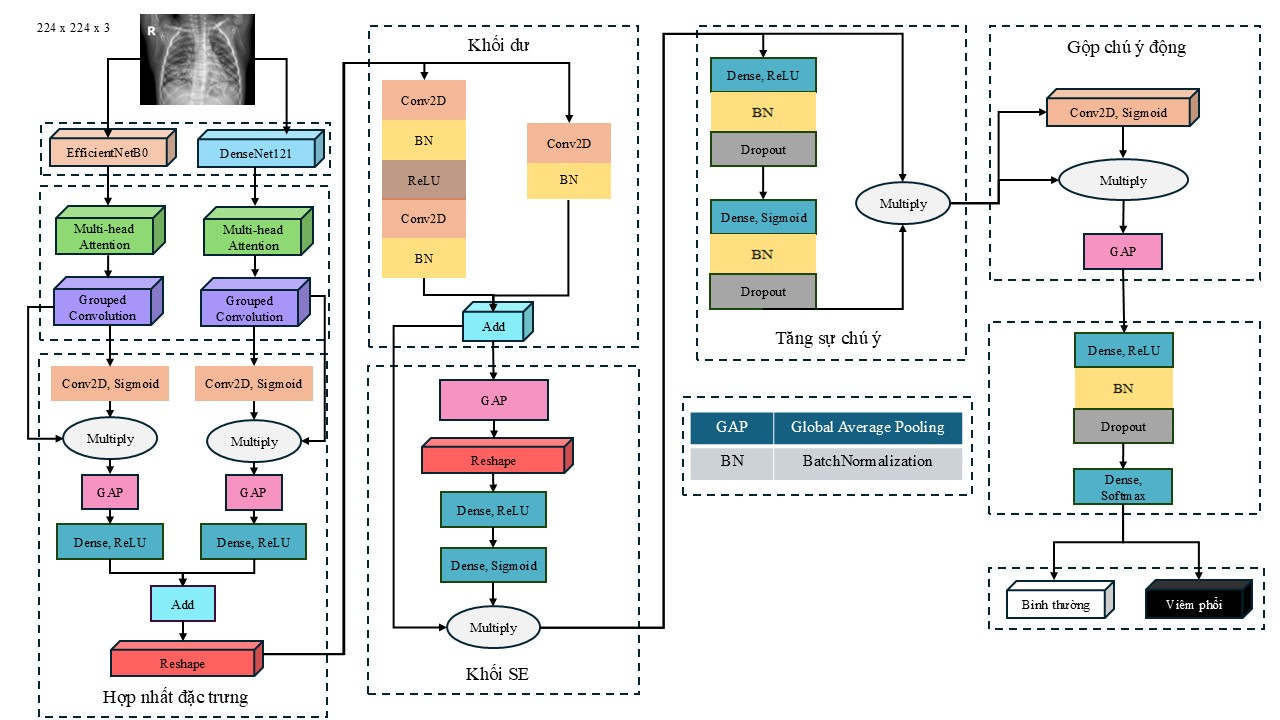 224 x 224 x 3
R
EfficientNetB0
DenseNet121
Multi-head
Attention
Multi-head
Attention
Grouped
Convolution
Grouped
Convolution
Conv2D, Sigmoid
Conv2D, Sigmoid
Multiply
Multiply
GAP
GAP
Dense, ReLU
Dense, ReLU
Add
Reshape
Hợp nhất đặc trưng
Khối dư
Conv2D
BN
ReLU
Conv2D
BN
Conv2D
BN
Add
GAP
Reshape
Dense, ReLU
Dense, Sigmoid
Multiply
Khối SE
Dense, ReLU
BN
Dropout
Dense, Sigmoid
BN
Dropout
Multiply
Tăng sự chú ý
GAP Global Average Pooling
BN BatchNormalization
Gộp chú ý động
Conv2D, Sigmoid
Multiply
GAP
Dense, ReLU
BN
Dropout
Dense,
Softmax
Bình thường
Viêm phổi